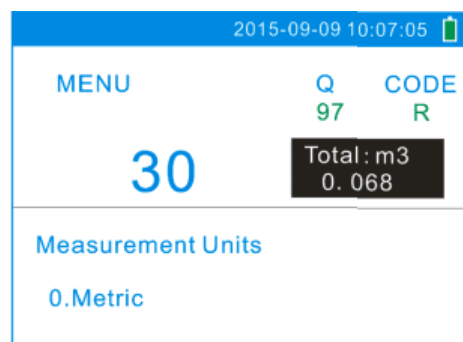 2015-09-09 10:07:05
MENU Q CODE
97 R
30 Total:m3
0.068
Measurement Units
0.Metric